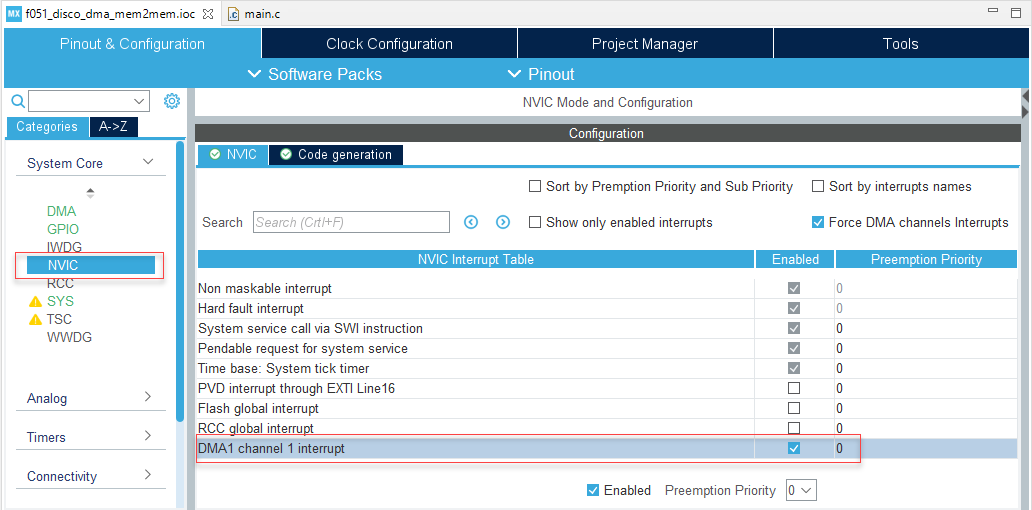 MX f051_disco_dma_mem2mem.ioc main.c
Pinout & Configuration Clock Configuration Project Manager Tools
Software Packs Pinout
Categories A->Z
System Core
DMA
GPIO
IWDG
NVIC
RCC
SYS
TSC
WWDG
Analog
Timers
Connectivity
NVIC Mode and Configuration
Configuration
NVIC Code generation
Sort by Premption Priority and Sub Priority Sort by interrupts names
Search Search (CrtI+F) Show only enabled interrupts Force DMA channels Interrupts
NVIC Interrupt Table Enabled Preemption Priority
Non maskable interrupt 0
Hard fault interrupt 0
System service call via SWI instruction 0
Pendable request for system service 0
Time base: System tick timer 0
PVD interrupt through EXTI Line16 0
Flash global interrupt 0
RCC global interrupt 0
DMA1 channel 1 interrupt 0
Enabled Preemption Priority 0